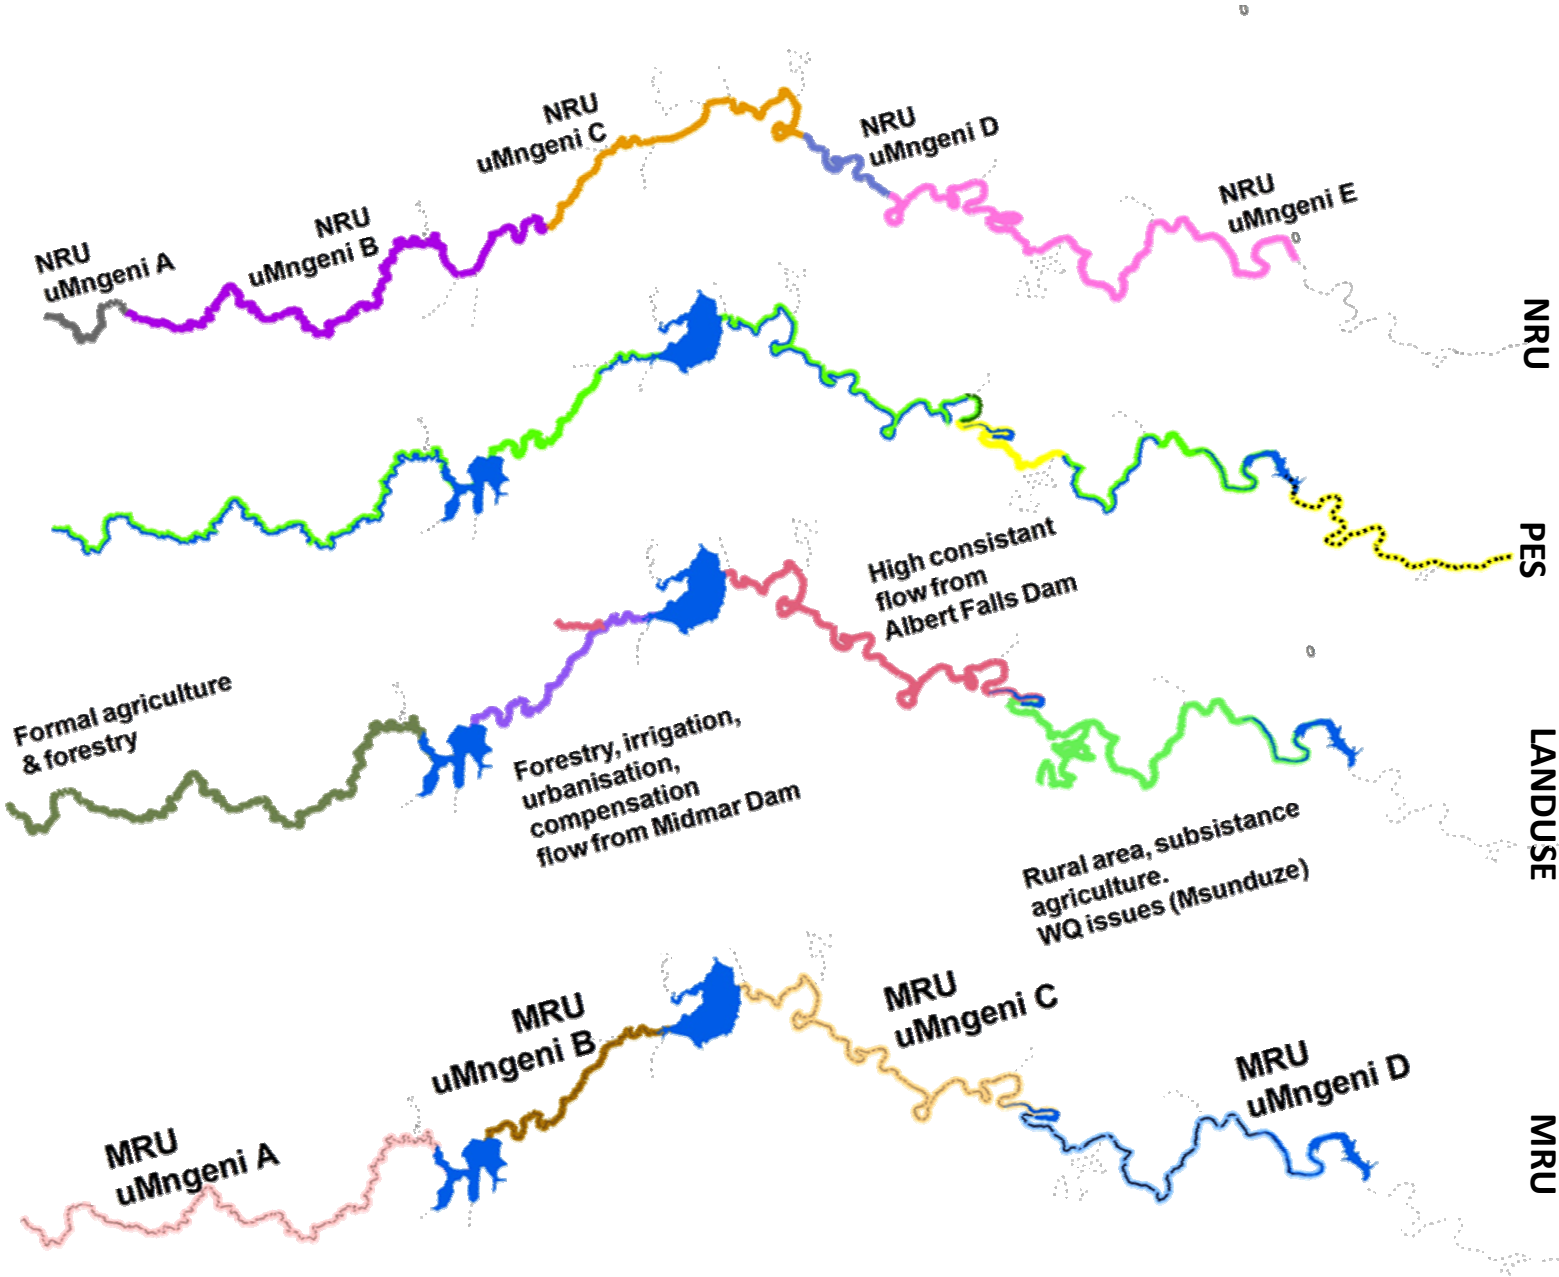 NRU
uMngeni A
NRU
uMngeni B
NRU
uMngeni C
NRU
uMngeni D
NRU
uMngeni E
NRU
PES
High consistant
flow from
Albert Falls Dam
Formal agriculture
& forestry
Forestry, irrigation,
urbanisation,
compensation
flow from Midmar Dam
Rural area, subsistance
agriculture.
WQ issues (Msunduze)
LANDUSE
MRU
uMngeni A
MRU
uMngeni B
MRU
uMngeni C
MRU
uMngeni D
MRU